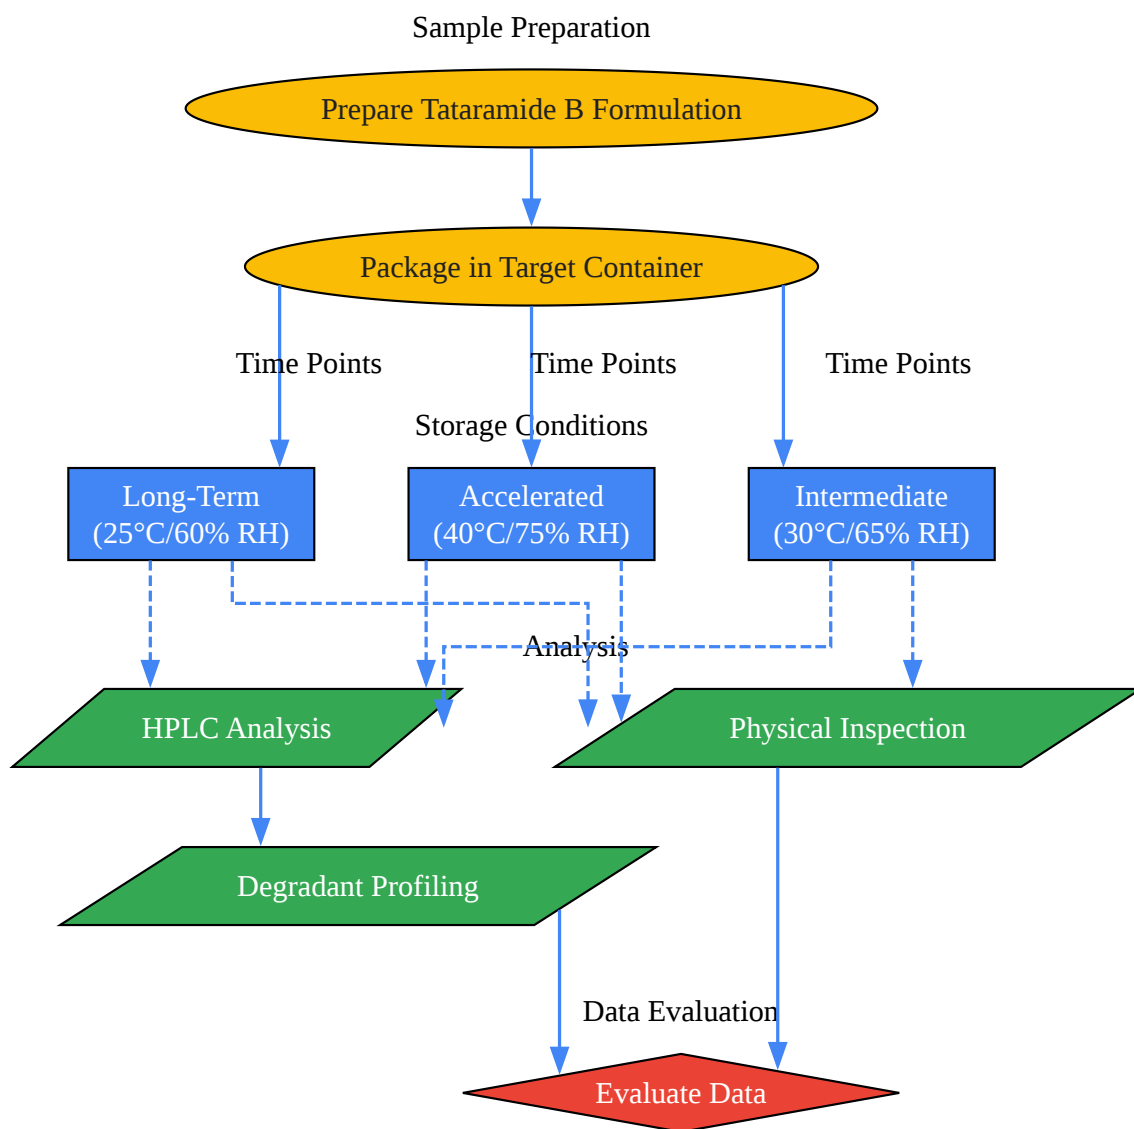 Sample Preparation
Prepare Tataramide B Formulation
Package in Target Container
Time Points
Time Points
Time Points
Storage Conditions
Long-Term
(25°C/60% RH)
Accelerated
(40°C/75% RH)
Intermediate
(30°C/65% RH)
Analysis
HPLC Analysis
Physical Inspection
Degradant Profiling
Data Evaluation
Evaluate Data